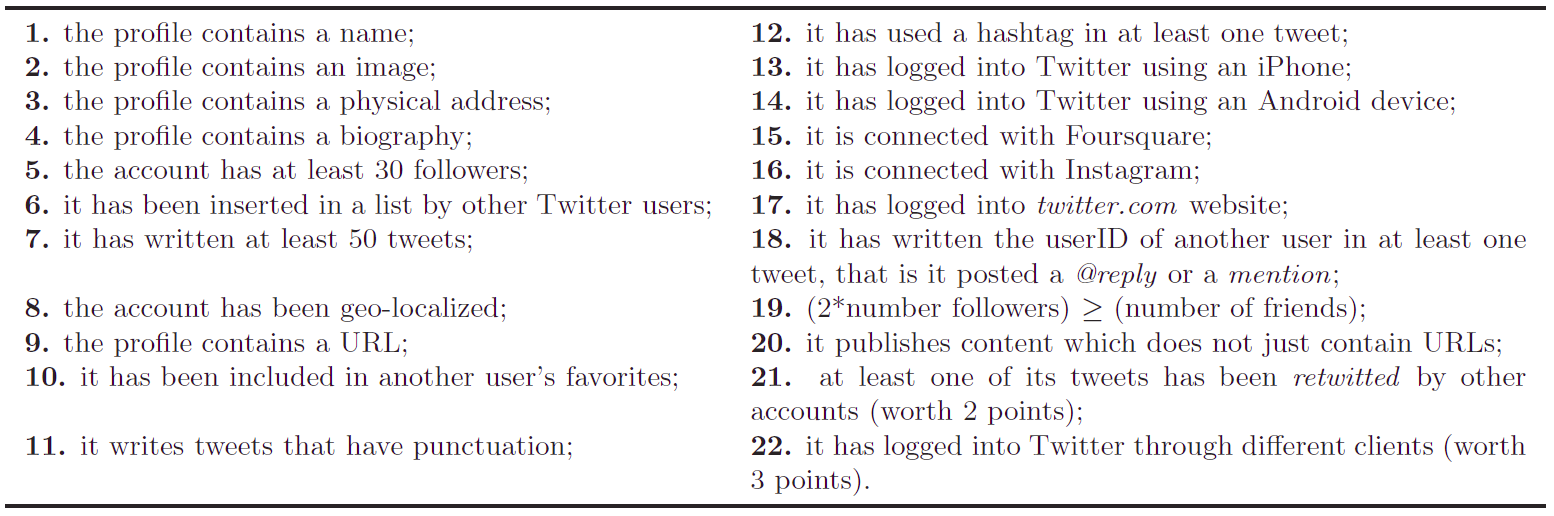 1. the profile contains a name;
2. the profile contains an image;
3. the profile contains a physical address;
4. the profile contains a biography;
5. the account has at least 30 followers;
6. it has been inserted in a list by other Twitter users;
7. it has written at least 50 tweets;
8. the account has been geo-localized;
9. the profile contains a URL;
10. it has been included in another user's favorites;
11. it writes tweets that have punctuation;
12. it has used a hashtag in at least one tweet;
13. it has logged into Twitter using an iPhone;
14. it has logged into Twitter using an Android device;
15. it is connected with Foursquare;
16. it is connected with Instagram;
17. it has logged into twitter.com website;
18. it has written the userID of another user in at least one
tweet, that is it posted a @reply or a mention;
19. (2*number followers) ≥ (number of friends);
20. it publishes content which does not just contain URLs;
21. at least one of its tweets has been retwitted by other
accounts (worth 2 points);
22. it has logged into Twitter through different clients (worth
3 points).